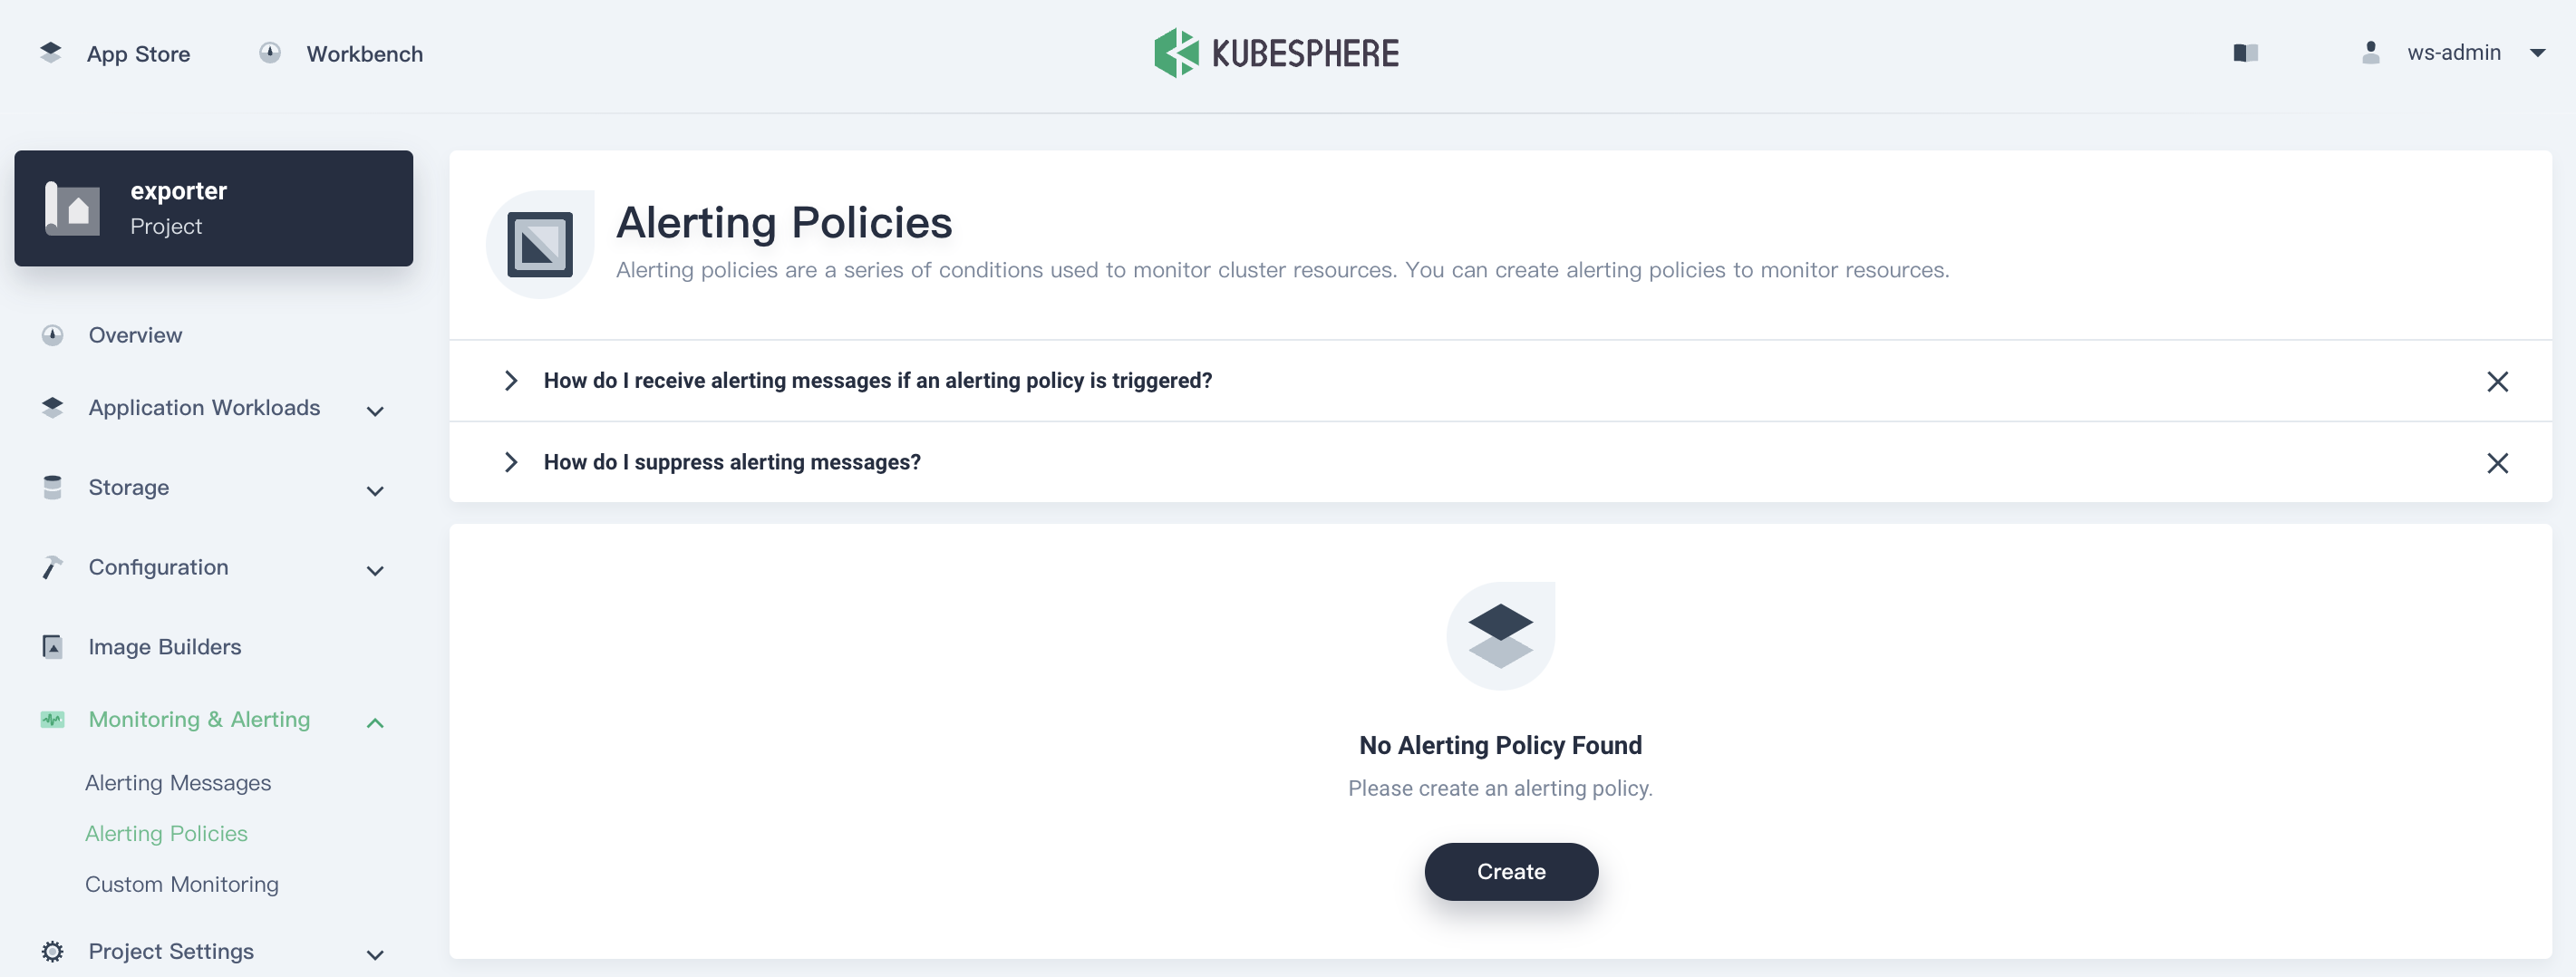 App Store
Workbench
KUBESPHERE
ws-admin
exporter
Project
Overview
Application Workloads
Storage
Configuration
Image Builders
Monitoring & Alerting
Alerting Messages
Alerting Policies
Custom Monitoring
Project Settings
Alerting Policies
Alerting policies are a series of conditions used to monitor cluster resources. You can create alerting policies to monitor resources.
How do I receive alerting messages if an alerting policy is triggered?
How do I suppress alerting messages?
No Alerting Policy Found
Please create an alerting policy.
Create